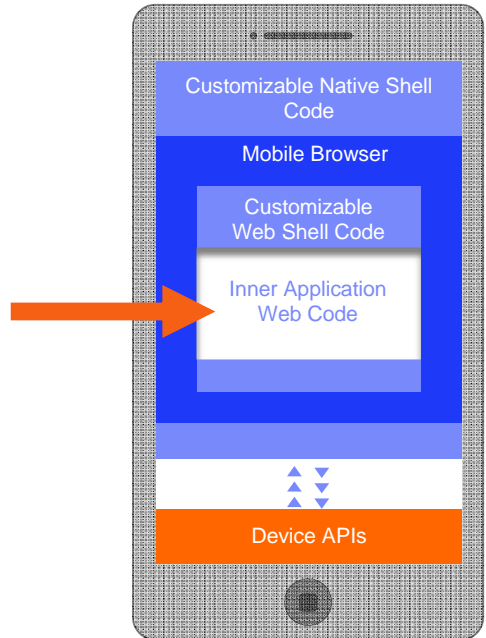 Customizable Native Shell
Code
Mobile Browser
Customizable
Web Shell Code
Inner Application
Web Code
Device APIs